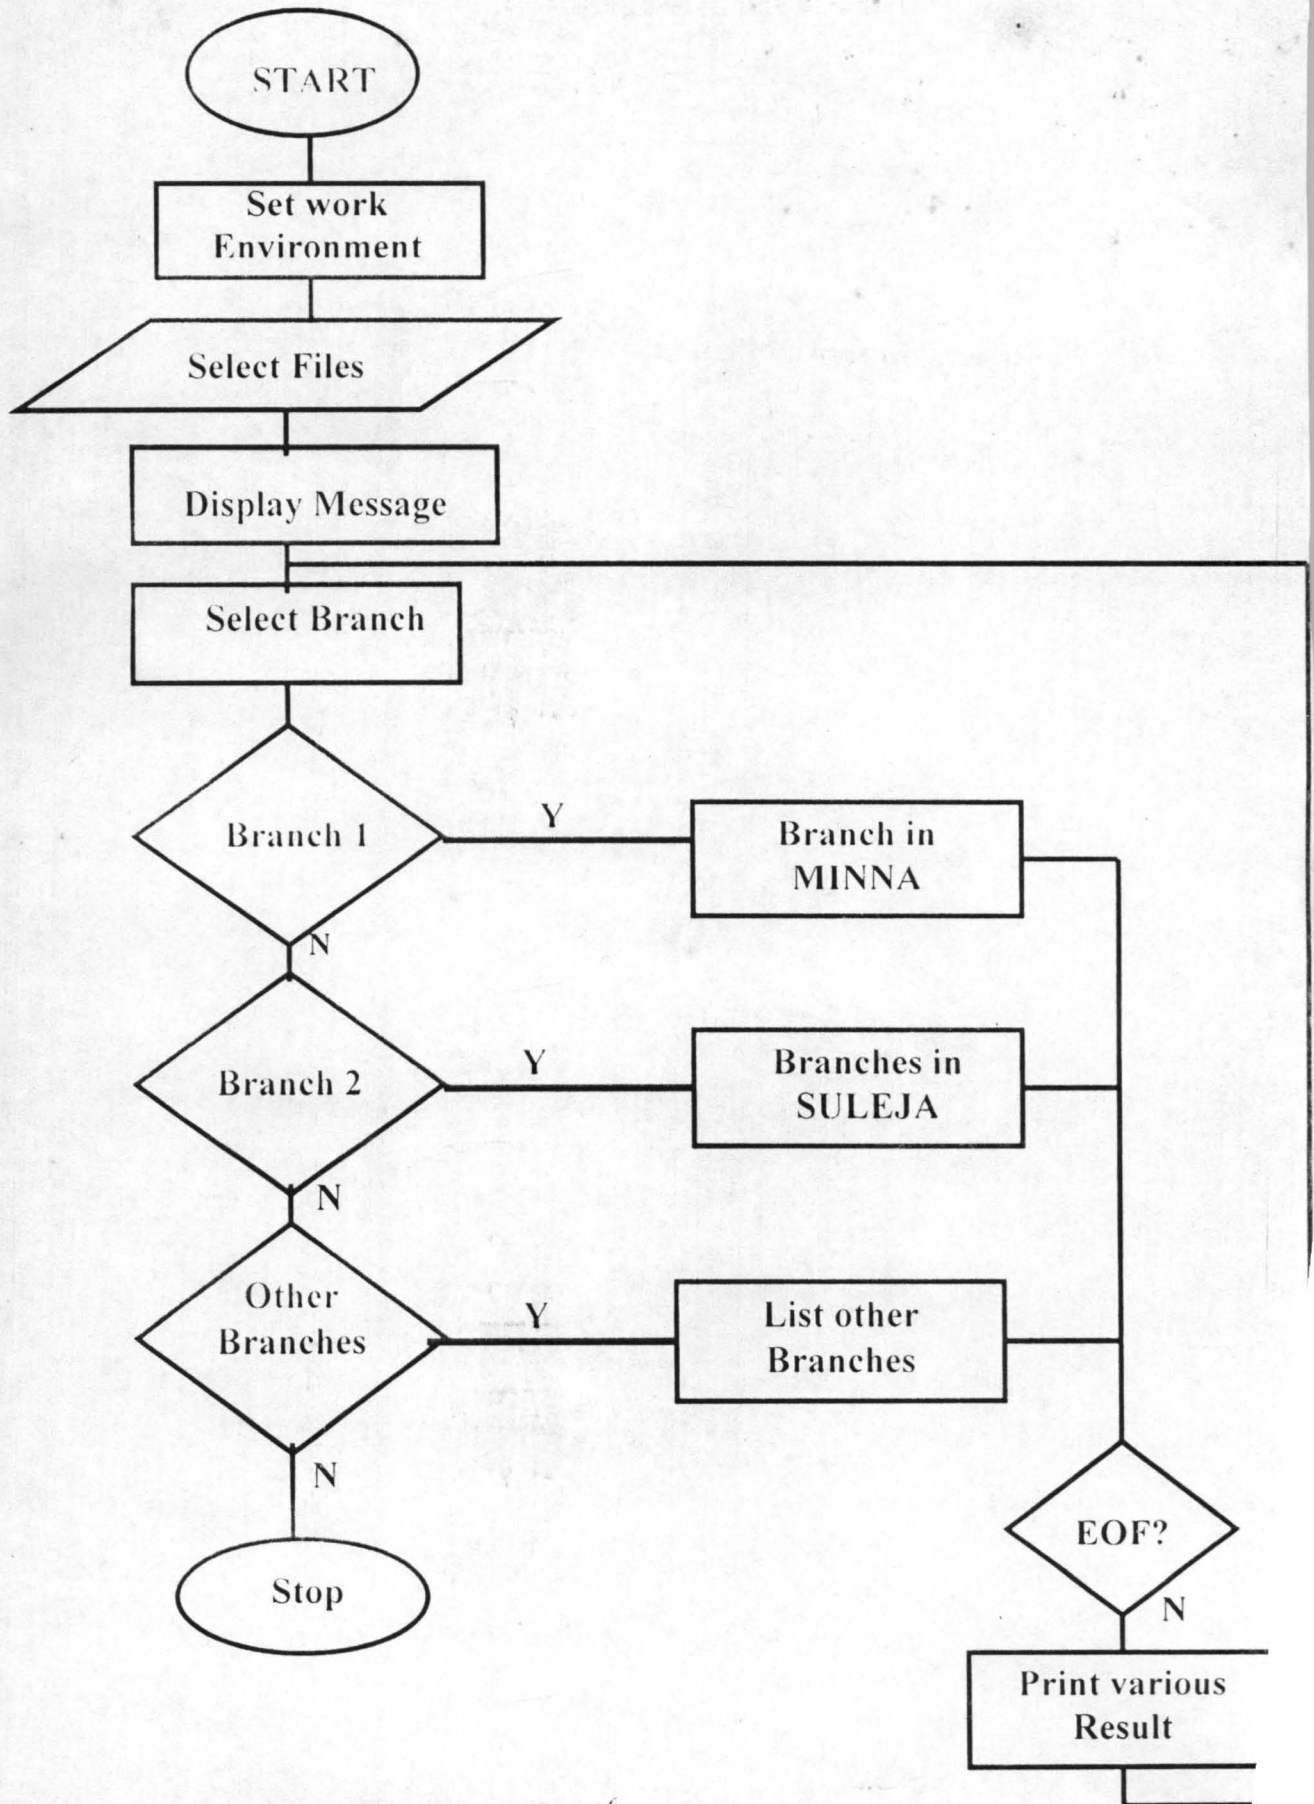 START
Set work
Environment
Select Files
Display Message
Select Branch
Branch 1
Y
Branch in
MINNA
N
Branch 2
Y
Branches in
SULEJA
N
Other
Branches
Y
List other
Branches
N
EOF?
N
Stop
Print various
Result